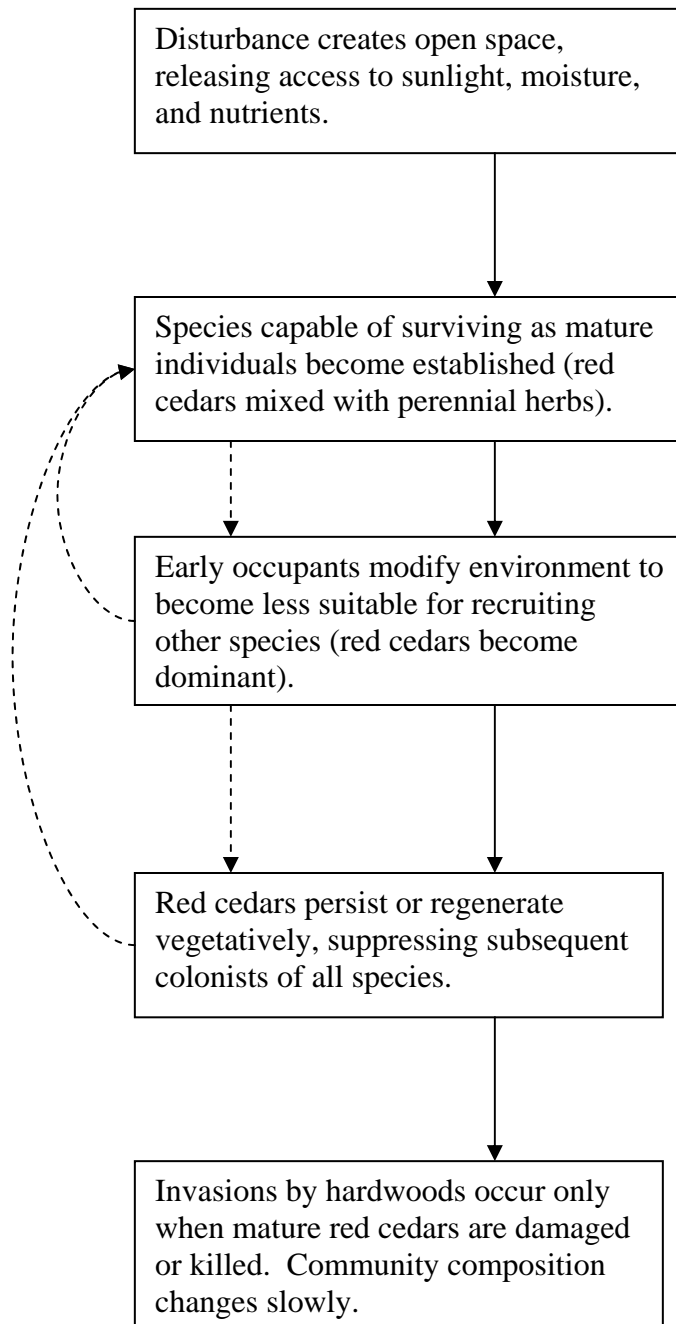 Disturbance creates open space,
releasing access to sunlight, moisture,
and nutrients.
Species capable of surviving as mature
individuals become established (red
cedars mixed with perennial herbs).
Early occupants modify environment to
become less suitable for recruiting
other species (red cedars become
dominant).
Red cedars persist or regenerate
vegetatively, suppressing subsequent
colonists of all species.
Invasions by hardwoods occur only
when mature red cedars are damaged
or killed.  Community composition
changes slowly.